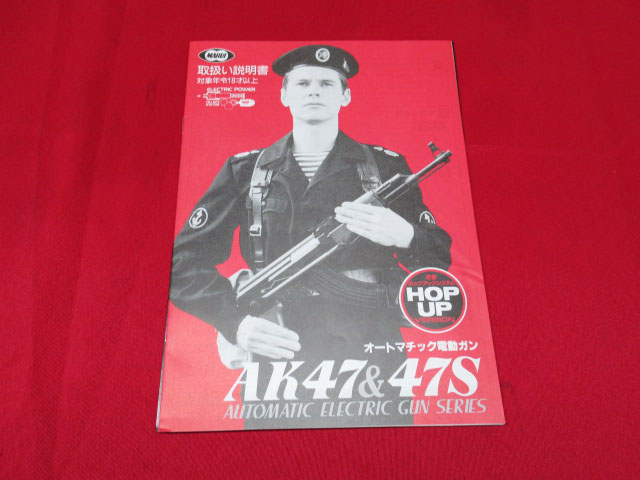 MARUI
取扱い説明書
対象年令18才以上
ELECTRIC POWER
HOP
UP
VERSION
オートマチック電動ガン
AK47&47S
AUTOMATIC ELECTRIC GUN SERIES